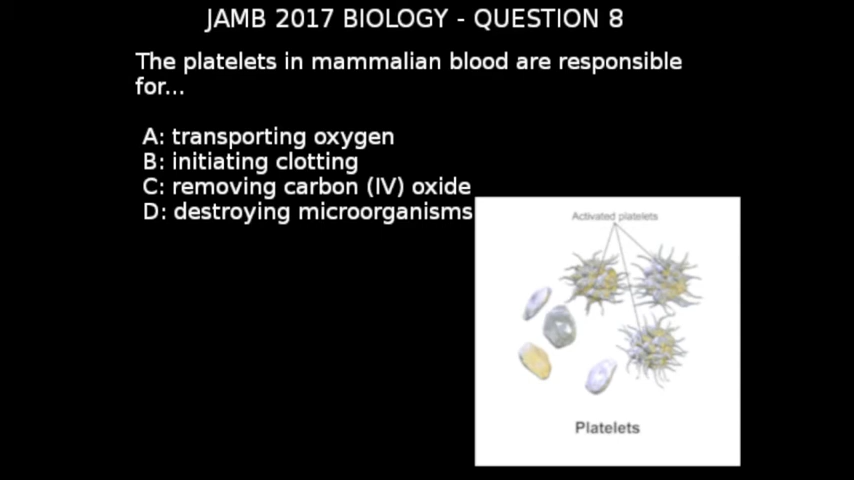 JAMB 2017 BIOLOGY - QUESTION 8
The platelets in mammalian blood are responsible
for...
A: transporting oxygen
B: initiating clotting
C: removing carbon (IV) oxide
D: destroying microorganisms
Activated platelets
Platelets